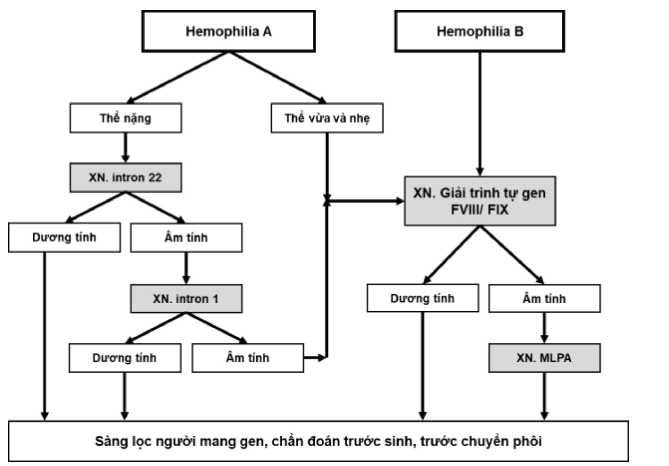 Hemophilia A
Hemophilia B
Thể nặng
Thể vừa và nhẹ
XN. intron 22
XN. Giải trình tự gen
FVIII/ FIX
Dương tính
Âm tính
XN. intron 1
Dương tính
Âm tính
Dương tính
Âm tính
XN. MLPA
Sàng lọc người mang gen, chẩn đoán trước sinh, trước chuyển phôi